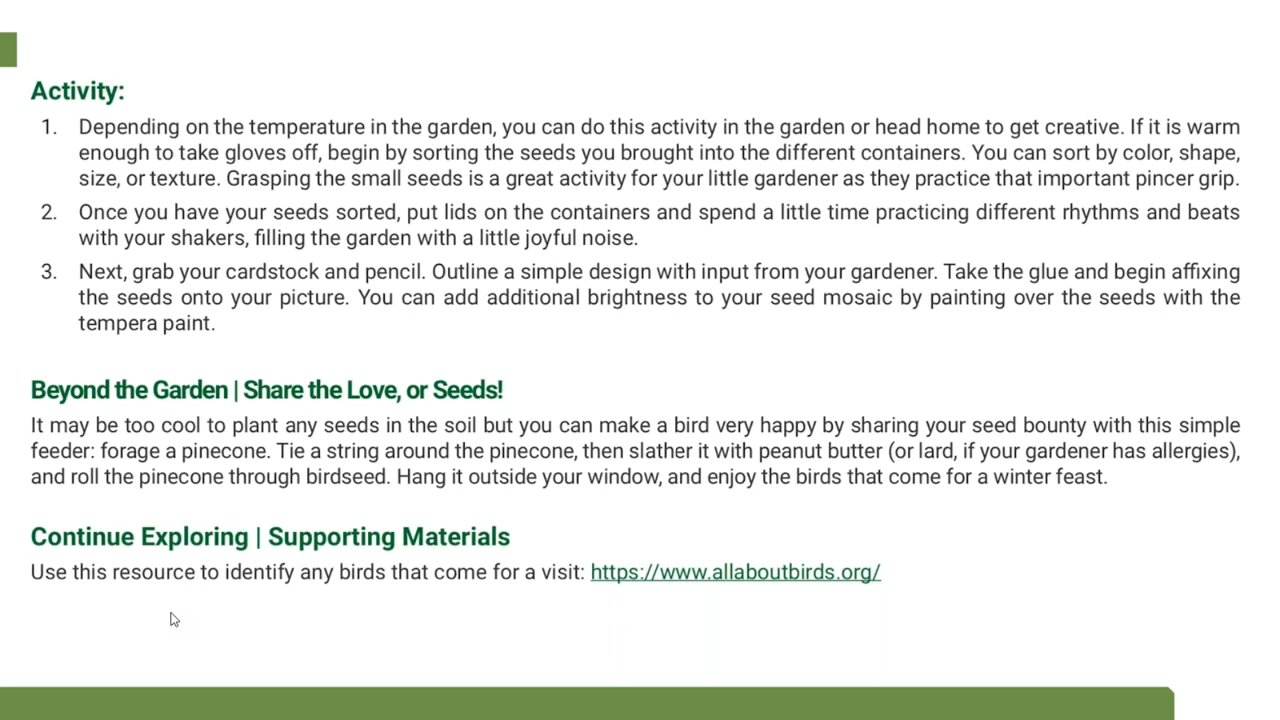 Activity:
1. Depending on the temperature in the garden, you can do this activity in the garden or head home to get creative. If it is warm
enough to take gloves off, begin by sorting the seeds you brought into the different containers. You can sort by color, shape,
size, or texture. Grasping the small seeds is a great activity for your little gardener as they practice that important pincer grip.
2. Once you have your seeds sorted, put lids on the containers and spend a little time practicing different rhythms and beats
with your shakers, filling the garden with a little joyful noise.
3. Next, grab your cardstock and pencil. Outline a simple design with input from your gardener. Take the glue and begin affixing
the seeds onto your picture. You can add additional brightness to your seed mosaic by painting over the seeds with the
tempera paint.
Beyond the Garden | Share the Love, or Seeds!
It may be too cool to plant any seeds in the soil but you can make a bird very happy by sharing your seed bounty with this simple
feeder: forage a pinecone. Tie a string around the pinecone, then slather it with peanut butter (or lard, if your gardener has allergies),
and roll the pinecone through birdseed. Hang it outside your window, and enjoy the birds that come for a winter feast.
Continue Exploring | Supporting Materials
Use this resource to identify any birds that come for a visit: https://www.allaboutbirds.org/